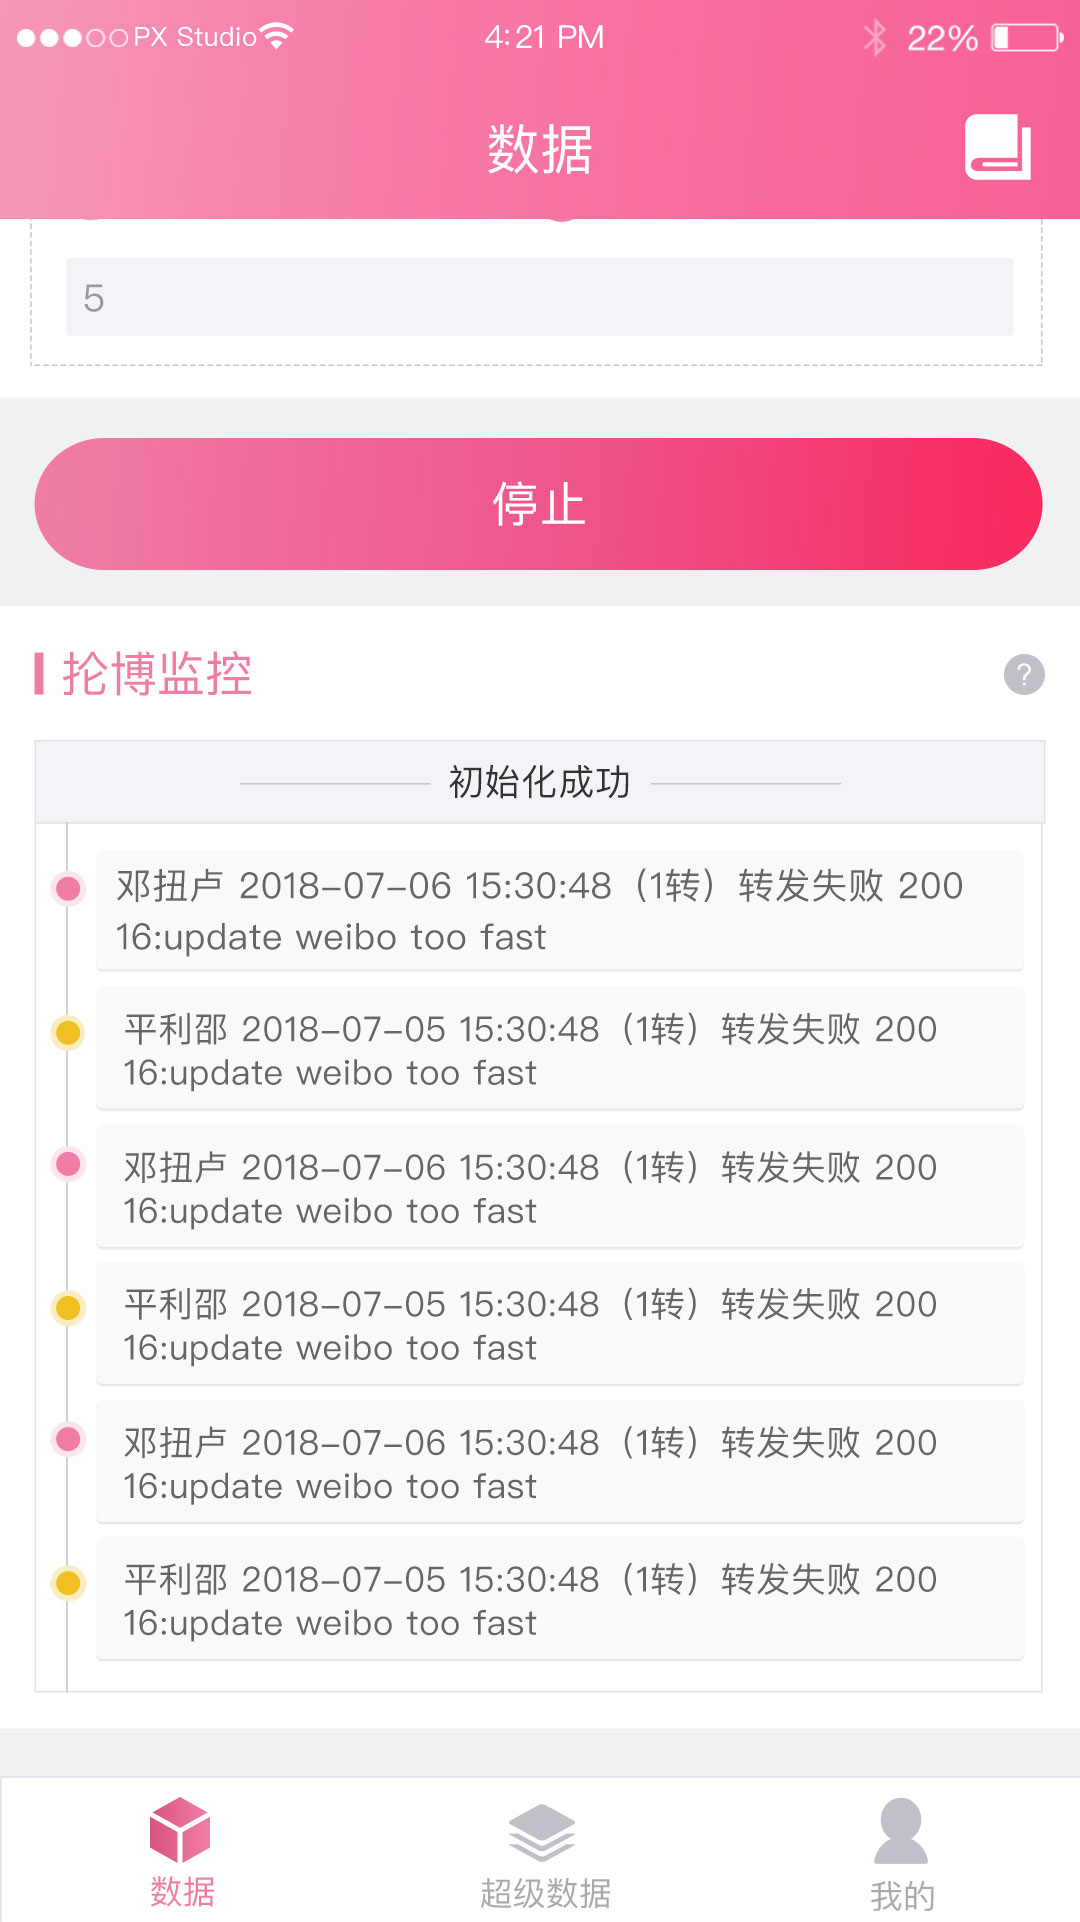 PX Studio 4:21 PM 22%
数据
5
停止
抡博监控
?
初始化成功
邓扭卢 2018-07-06 15:30:48（1转）转发失败 200
16:update weibo too fast
平利邵 2018-07-05 15:30:48（1转）转发失败 200
16:update weibo too fast
邓扭卢 2018-07-06 15:30:48（1转）转发失败 200
16:update weibo too fast
平利邵 2018-07-05 15:30:48（1转）转发失败 200
16:update weibo too fast
邓扭卢 2018-07-06 15:30:48（1转）转发失败 200
16:update weibo too fast
平利邵 2018-07-05 15:30:48（1转）转发失败 200
16:update weibo too fast
数据 超级数据 我的